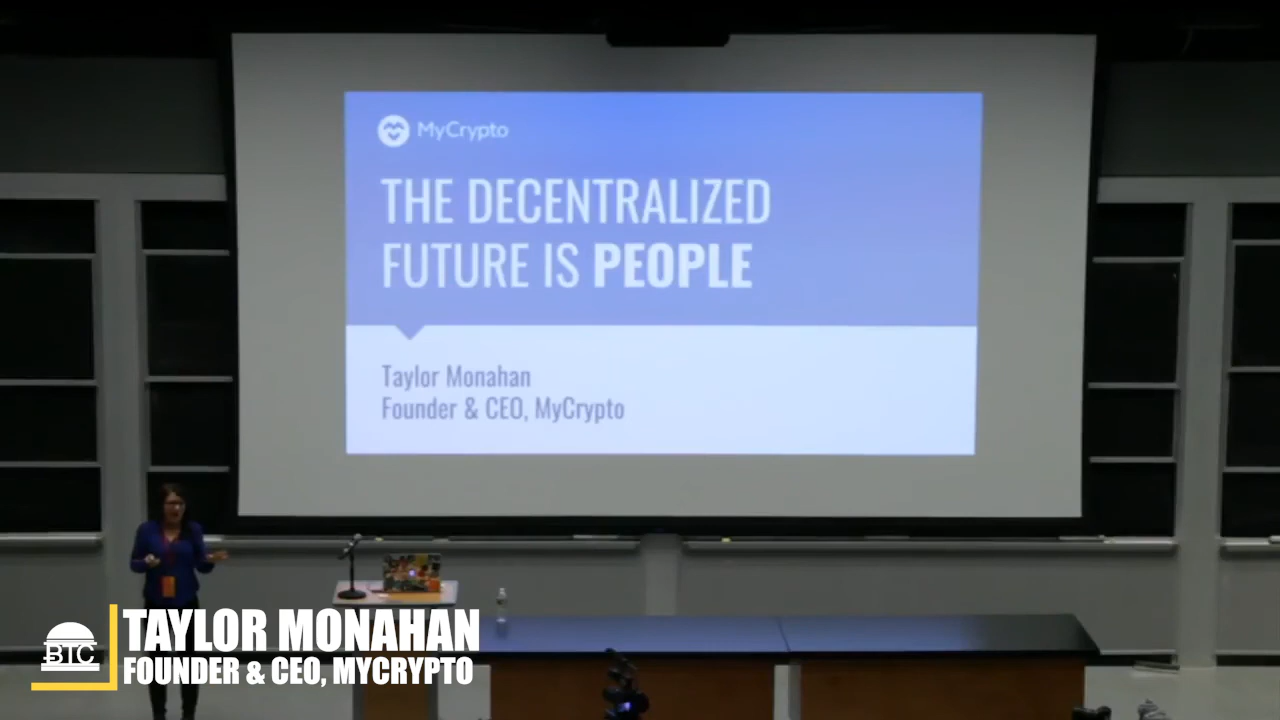 MyCrypto
THE DECENTRALIZED
FUTURE IS PEOPLE
Taylor Monahan
Founder & CEO, MyCrypto
BTC
TAYLOR MONAHAN
FOUNDER & CEO, MYCRYPTO